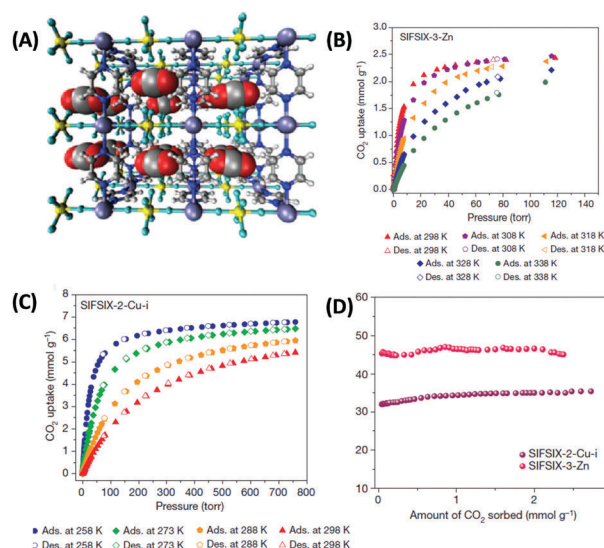 (A)
(B)
SIFSIX-3-Zn
CO2 uptake (mmol g⁻¹)
3.0
2.5
2.0
1.5
1.0
0.5
0.0
0 20 40 60 80 100 120
Pressure (torr)
Ads. at 298 K Ads. at 308 K Ads. at 318 K
Des. at 298 K Des. at 308 K Des. at 318 K
Ads. at 328 K Ads. at 338 K
Des. at 328 K Des. at 338 K
(C)
SIFSIX-2-Cu-i
CO₂ uptake (mmol g⁻¹)
8
7
6
5
4
3
2
1
0
0 100 200 300 400 500 600 700 800
Pressure (torr)
Ads. at 258 K Ads. at 273 K Ads. at 288 K Ads. at 298 K
Des. at 258 K Des. at 273 K Des. at 288 K Des. at 298 K
(D)
60
50
40
30
20
SIFSIX-2-Cu-i
SIFSIX-3-Zn
0 1 2
Amount of CO₂ sorbed (mmol g⁻¹)